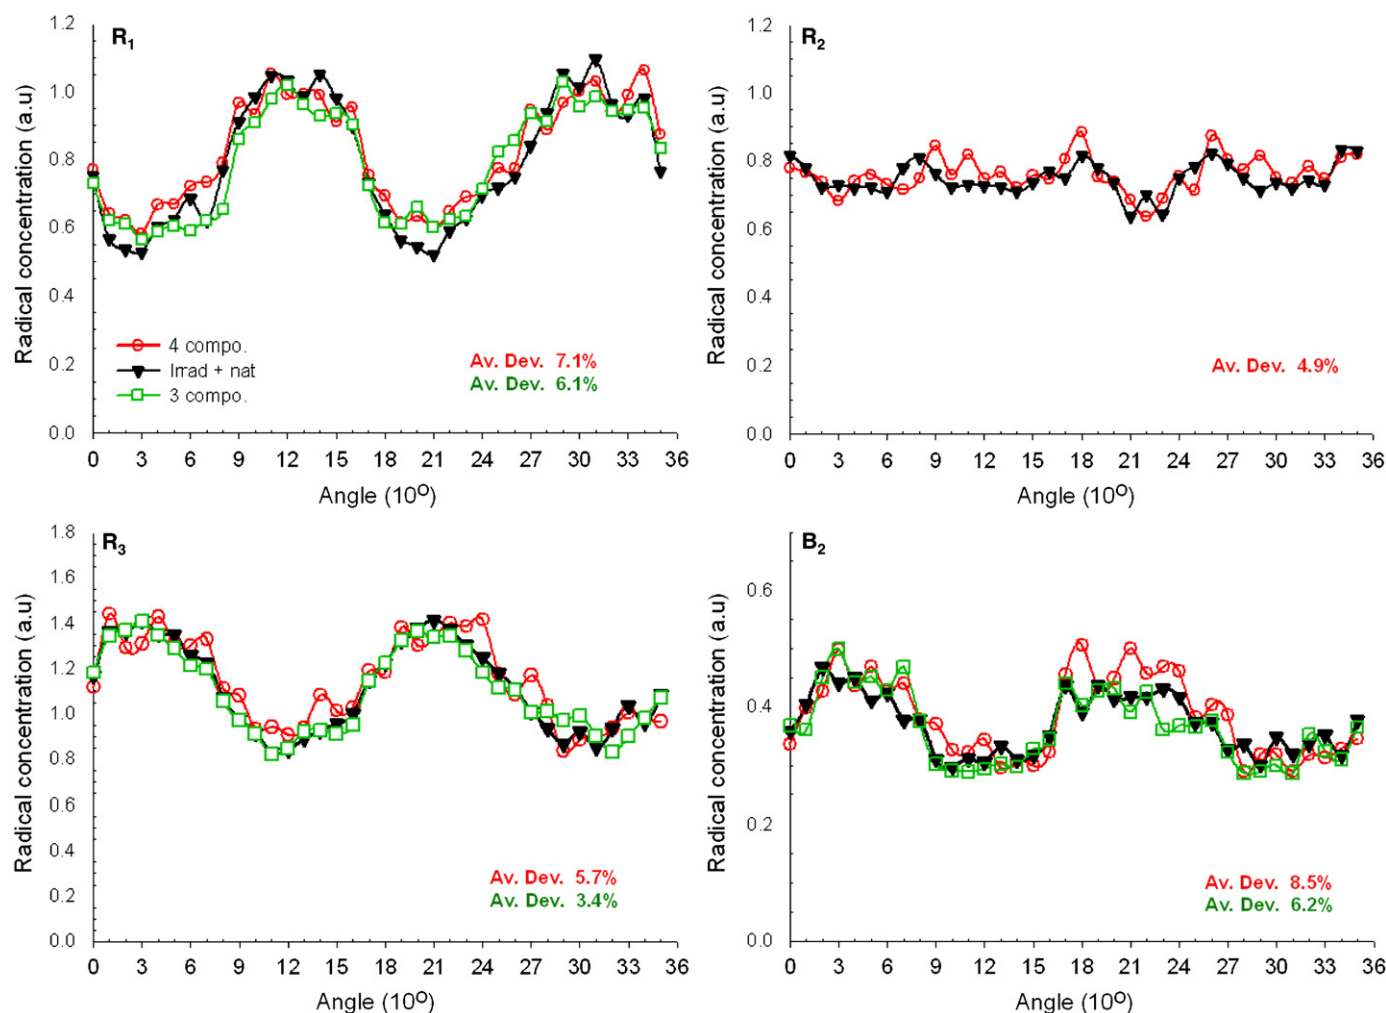 R1
Radical concentration (a.u)
1.2
1.0
0.8
0.6
0.4
0.2
0.0
4 compo.
Irrad + nat
3 compo.
Av. Dev. 7.1%
Av. Dev. 6.1%
0 3 6 9 12 15 18 21 24 27 30 33 36
Angle (10O)
R2
Radical concentration (a.u)
1.2
1.0
0.8
0.6
0.4
0.2
0.0
Av. Dev. 4.9%
0 3 6 9 12 15 18 21 24 27 30 33 36
Angle (10O)
R3
Radical concentration (a.u)
1.8
1.6
1.4
1.2
1.0
0.8
0.6
0.4
0.2
0.0
Av. Dev. 5.7%
Av. Dev. 3.4%
0 3 6 9 12 15 18 21 24 27 30 33 36
Angle (10O)
B2
Radical concentration (a.u)
0.6
0.4
0.2
0.0
Av. Dev. 8.5%
Av. Dev. 6.2%
0 3 6 9 12 15 18 21 24 27 30 33 36
Angle (10O)